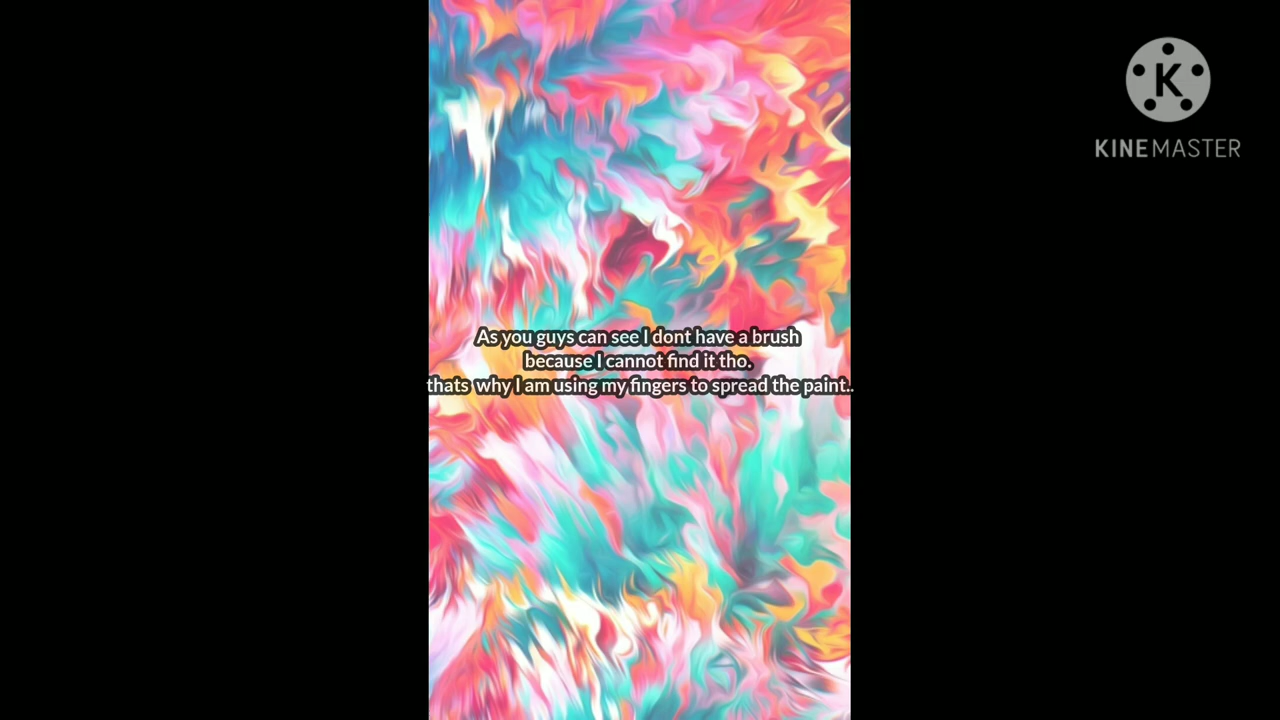 As you guys can see I dont have a brush
because I cannot find it tho.
thats why I am using my fingers to spread the paint..
K
KINEMASTER